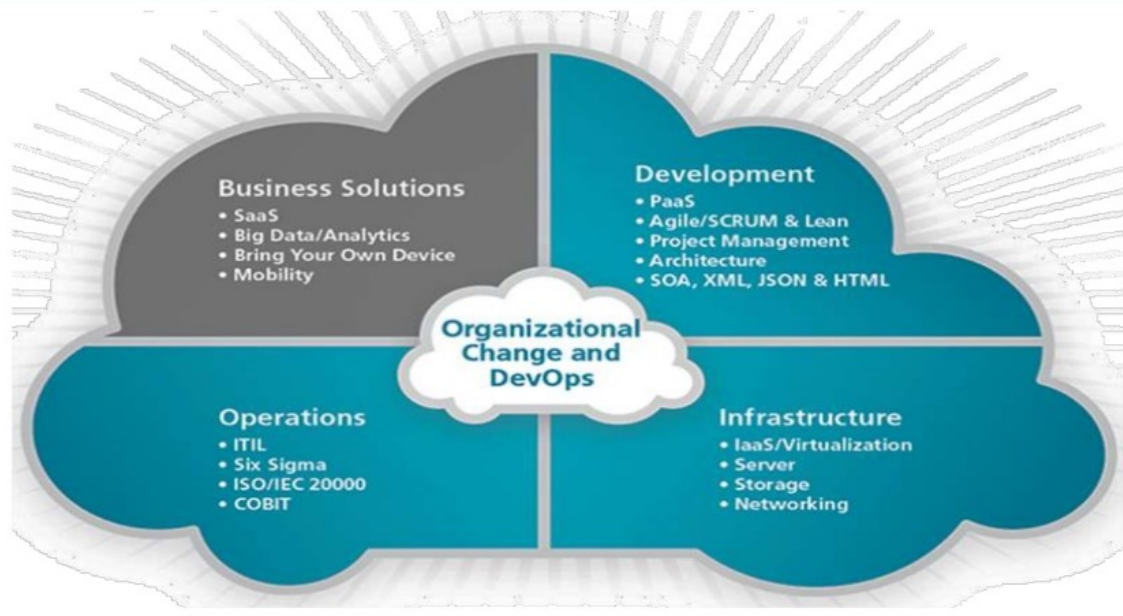 Business Solutions
• SaaS
• Big Data/Analytics
• Bring Your Own Device
• Mobility
Development
• PaaS
• Agile/SCRUM & Lean
• Project Management
• Architecture
• SOA, XML, JSON & HTML
Organizational
Change and
DevOps
Operations
• ITIL
• Six Sigma
• ISO/IEC 20000
• COBIT
Infrastructure
• IaaS/Virtualization
• Server
• Storage
• Networking